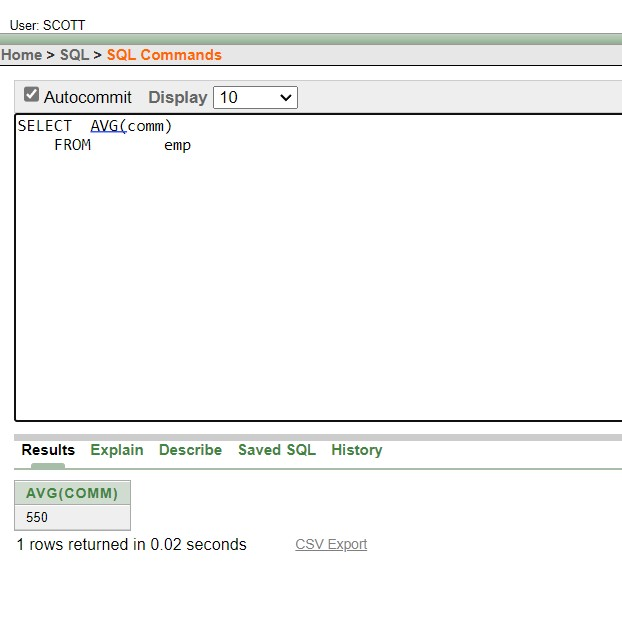 User: SCOTT
Home > SQL > SQL Commands
Autocommit Display 10
SELECT AVG(comm)
FROM emp
Results Explain Describe Saved SQL History
AVG(COMM)
550
1 rows returned in 0.02 seconds CSV Export